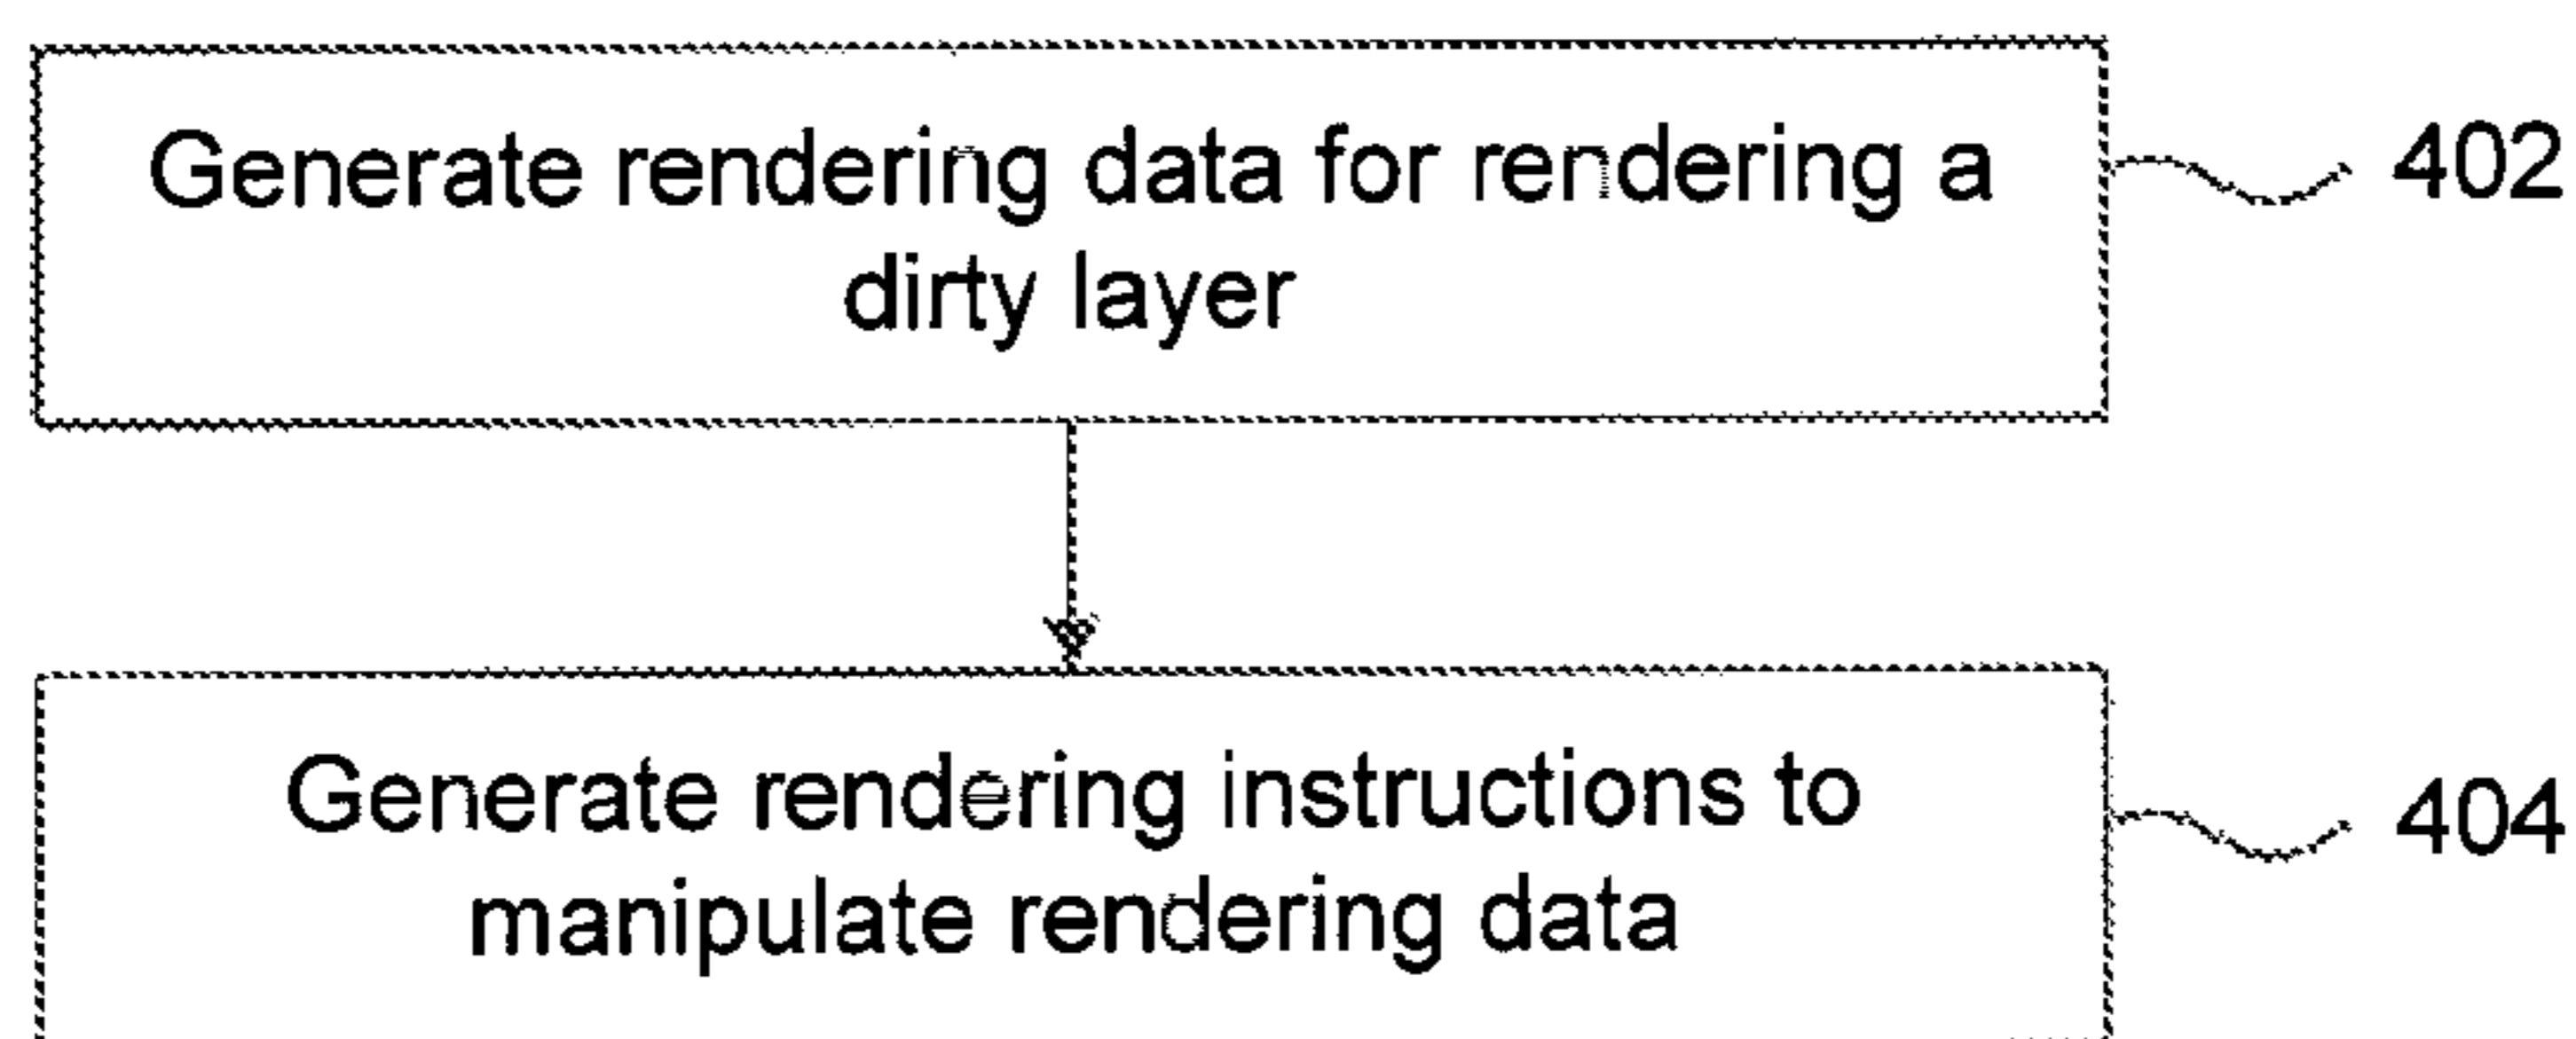 Generate rendering data for rendering a
dirty layer
402
Generate rendering instructions to
manipulate rendering data
404